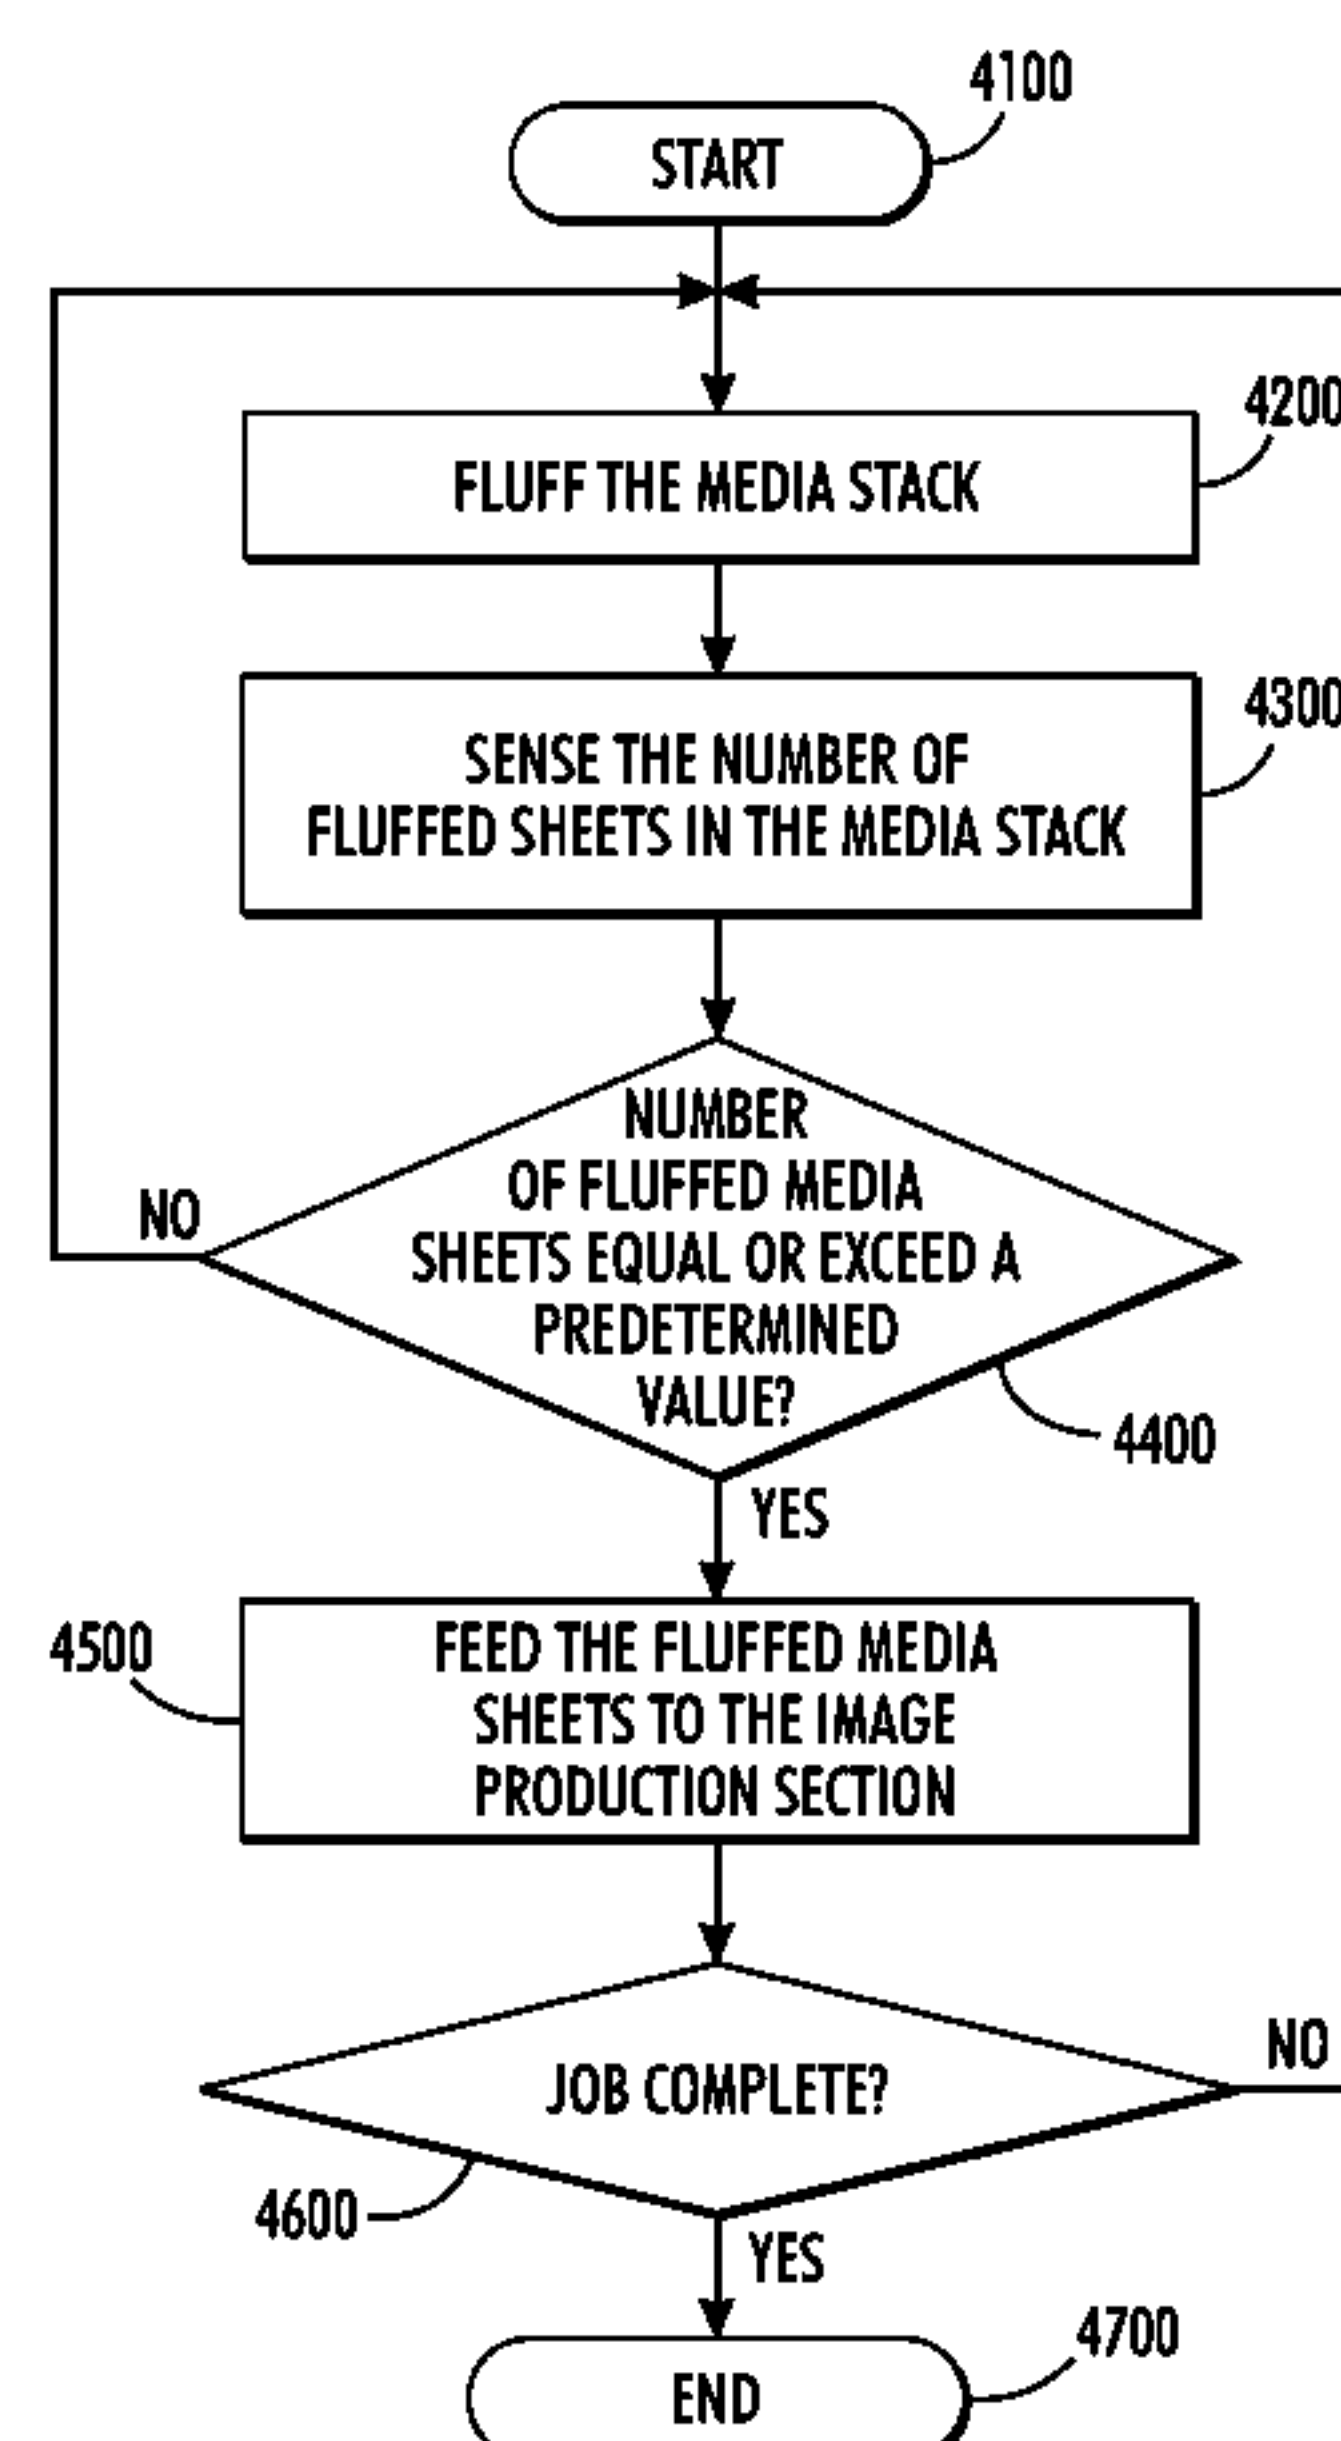 4100
START
4200
FLUFF THE MEDIA STACK
4300
SENSE THE NUMBER OF
FLUFFED SHEETS IN THE MEDIA STACK
NUMBER
OF FLUFFED MEDIA
SHEETS EQUAL OR EXCEED A
PREDETERMINED
VALUE?
NO
4400
YES
4500
FEED THE FLUFFED MEDIA
SHEETS TO THE IMAGE
PRODUCTION SECTION
NO
JOB COMPLETE?
4600
YES
4700
END